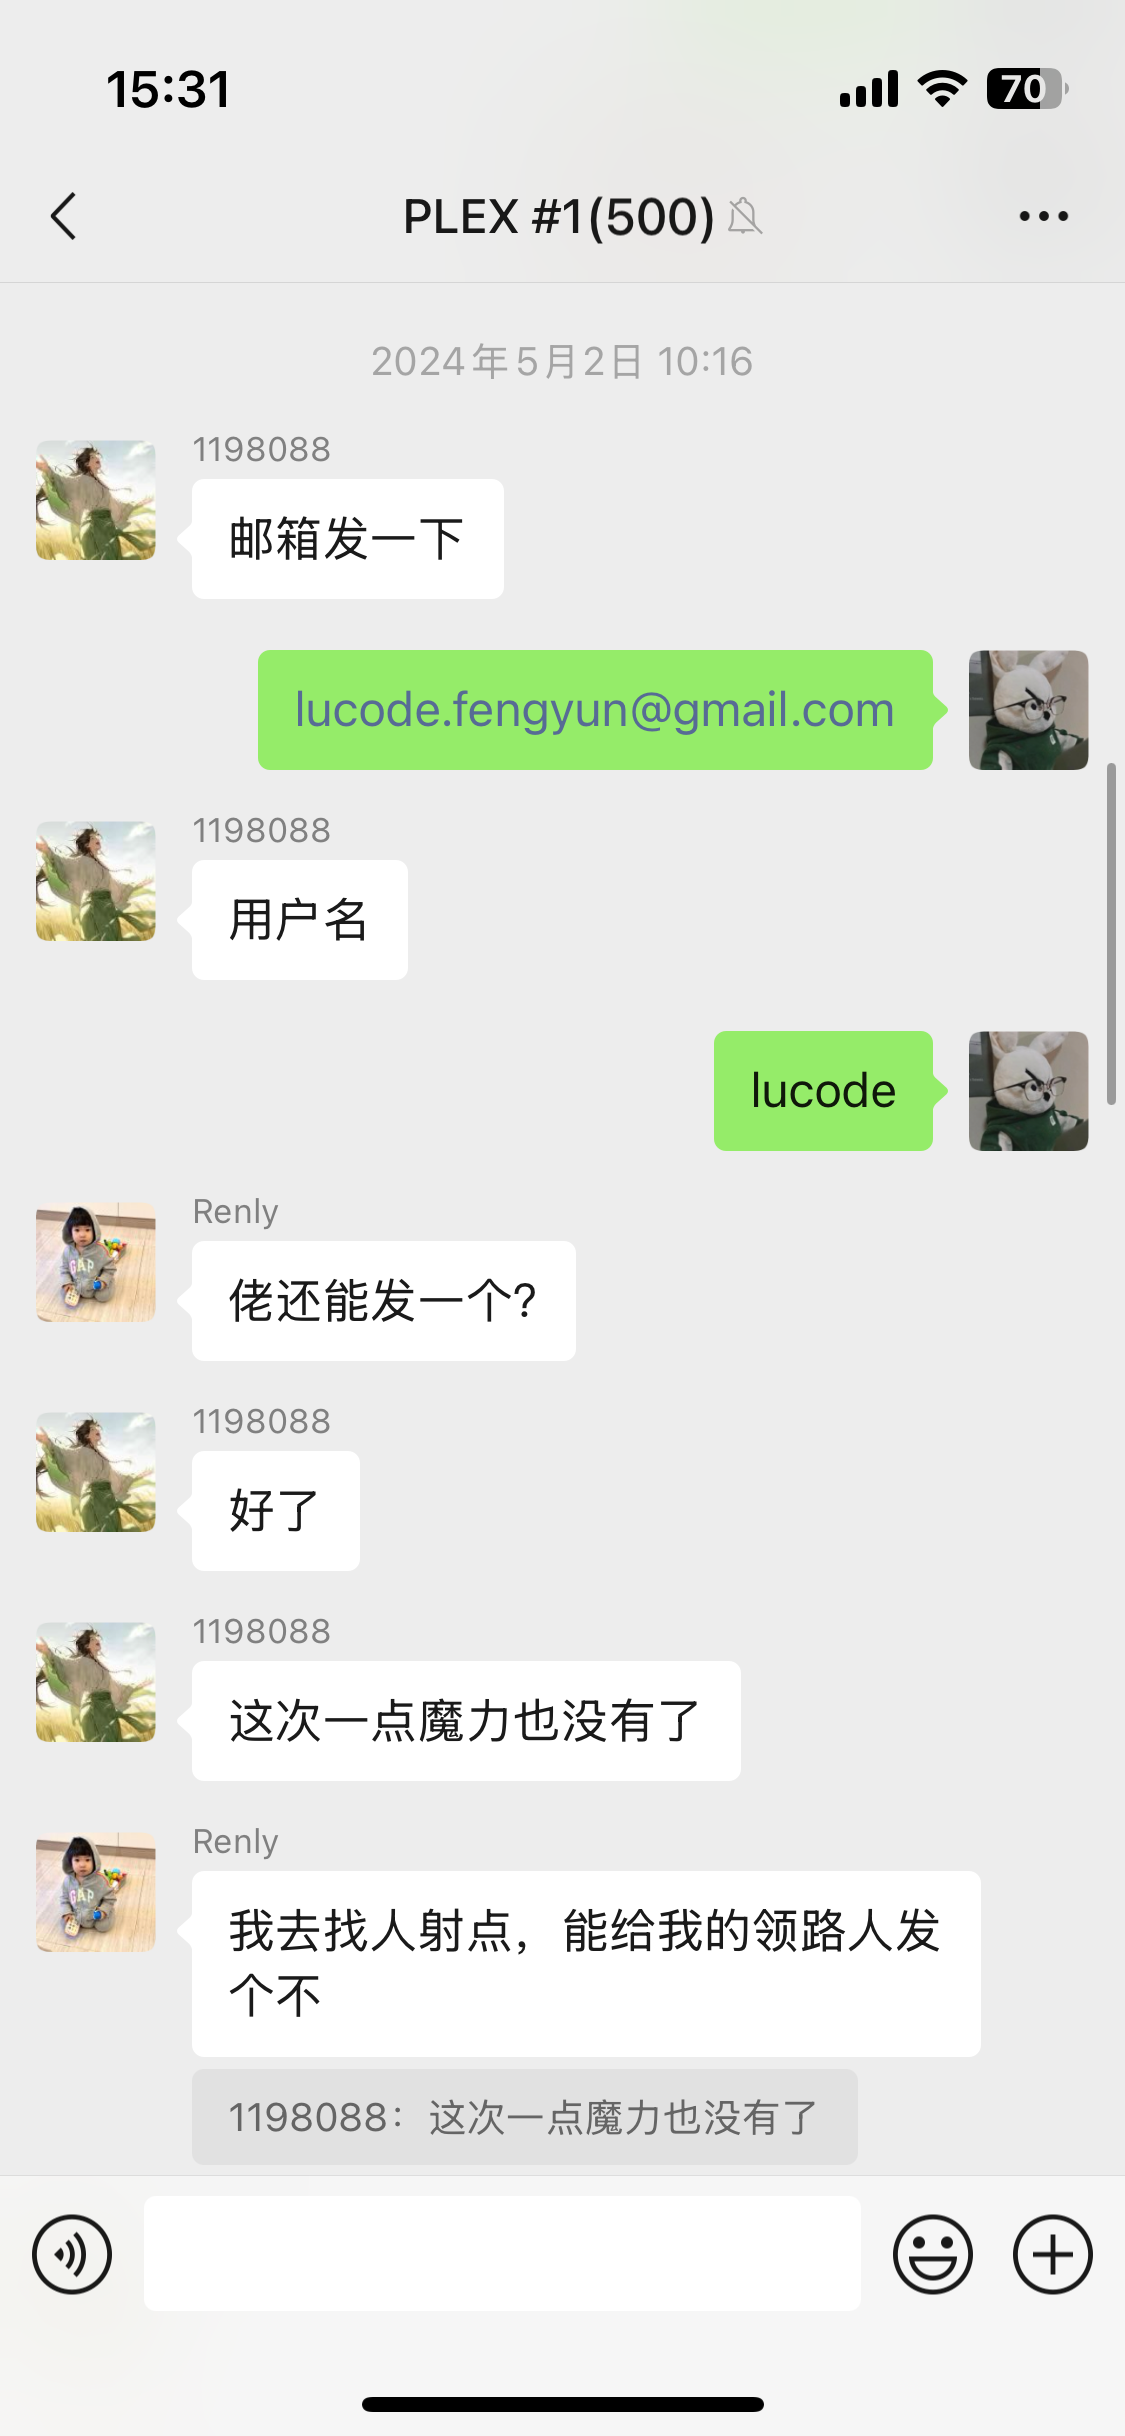 15:31
70
PLEX #1(500)
2024年5月2日 10:16
1198088
邮箱发一下
lucode.fengyun@gmail.com
1198088
用户名
lucode
Renly
佬还能发一个?
1198088
好了
1198088
这次一点魔力也没有了
Renly
我去找人射点，能给我的领路人发
个不
1198088：这次一点魔力也没有了
GAP
GAP